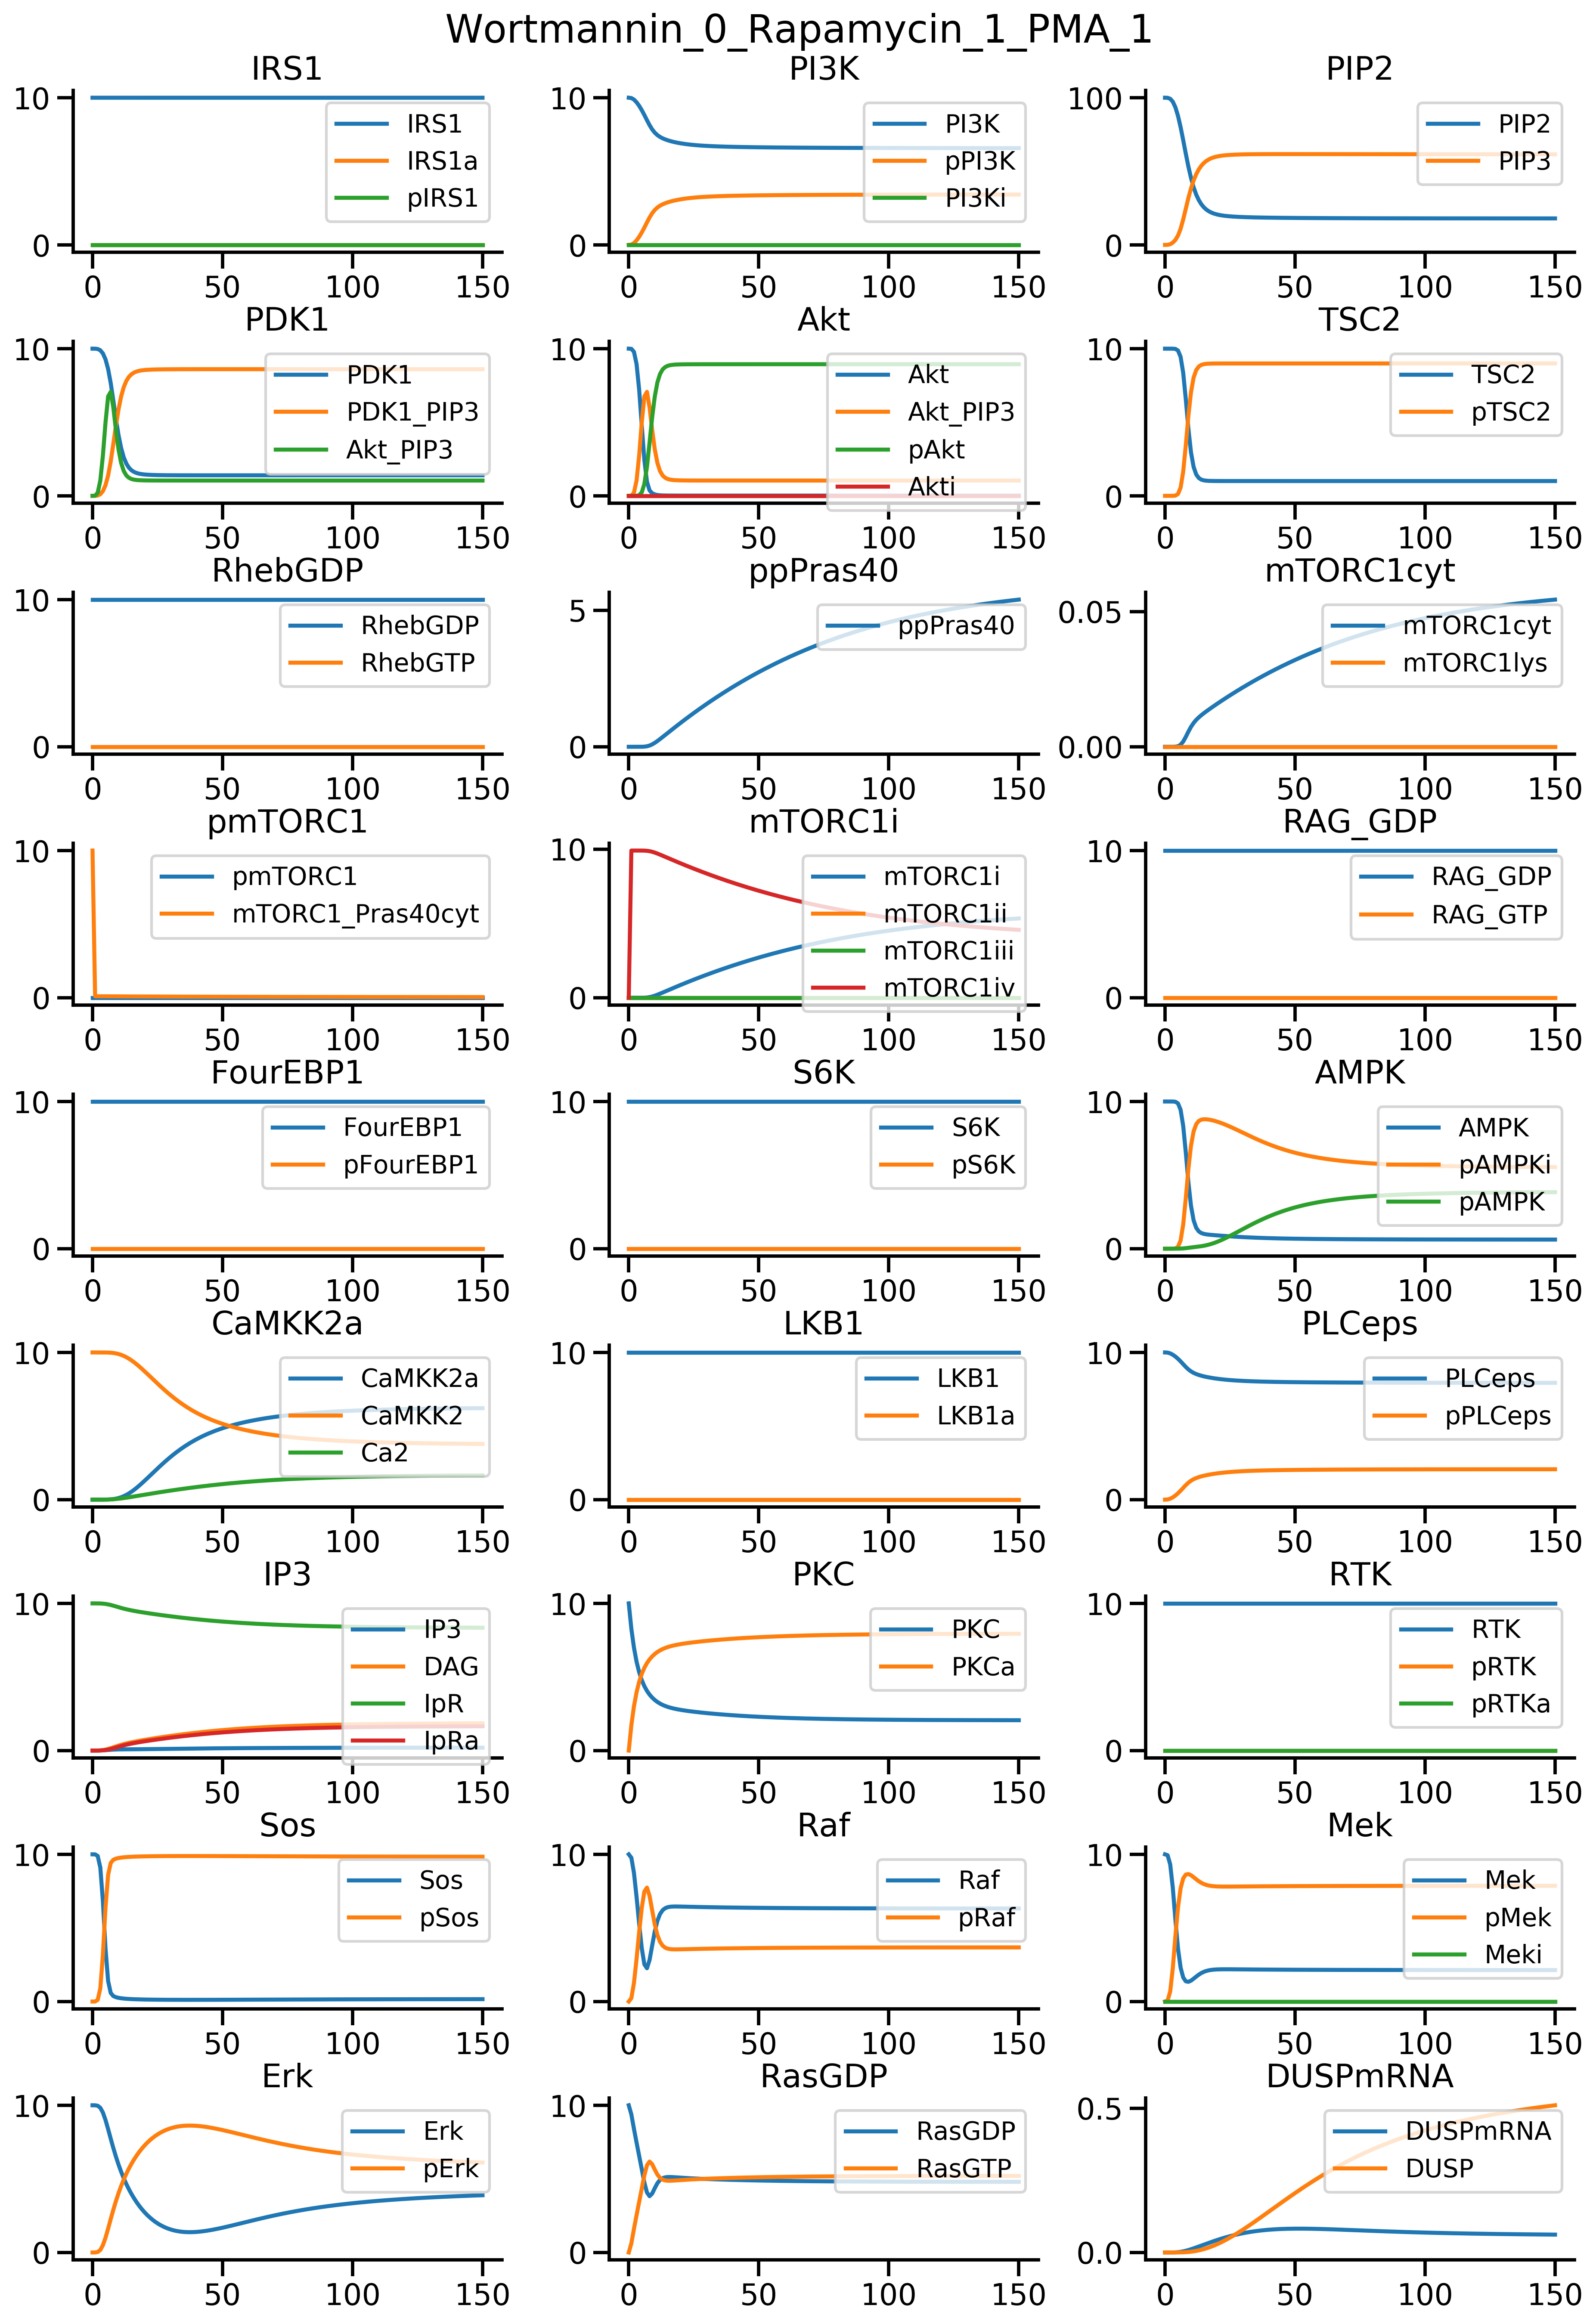 Wortmannin_0_Rapamycin_1_PMA_1
IRS1
10
0
0 50 100 150
IRS1
IRS1a
pIRS1
PI3K
10
0
0 50 100 150
PI3K
pPI3K
PI3Ki
PIP2
100
0
0 50 100 150
PIP2
PIP3
PDK1
10
0
0 50 100 150
PDK1
PDK1_PIP3
Akt_PIP3
Akt
10
0
0 50 100 150
Akt
Akt_PIP3
pAkt
Akti
TSC2
10
0
0 50 100 150
TSC2
pTSC2
RhebGDP
10
0
0 50 100 150
RhebGDP
RhebGTP
ppPras40
5
0
0 50 100 150
ppPras40
mTORC1cyt
0.05
0.00
0 50 100 150
mTORC1cyt
mTORC1lys
pmTORC1
10
0
0 50 100 150
pmTORC1
mTORC1_Pras40cyt
mTORC1i
10
0
0 50 100 150
mTORC1i
mTORC1ii
mTORC1iii
mTORC1iv
RAG_GDP
10
0
0 50 100 150
RAG_GDP
RAG_GTP
FourEBP1
10
0
0 50 100 150
FourEBP1
pFourEBP1
S6K
10
0
0 50 100 150
S6K
pS6K
AMPK
10
0
0 50 100 150
AMPK
pAMPKi
pAMPK
CaMKK2a
10
0
0 50 100 150
CaMKK2a
CaMKK2
Ca2
LKB1
10
0
0 50 100 150
LKB1
LKB1a
PLCeps
10
0
0 50 100 150
PLCeps
pPLCeps
IP3
10
0
0 50 100 150
IP3
DAG
IpR
IpRa
PKC
10
0
0 50 100 150
PKC
PKCa
RTK
10
0
0 50 100 150
RTK
pRTK
pRTKa
Sos
10
0
0 50 100 150
Sos
pSos
Raf
10
0
0 50 100 150
Raf
pRaf
Mek
10
0
0 50 100 150
Mek
pMek
Meki
Erk
10
0
0 50 100 150
Erk
pErk
RasGDP
10
0
0 50 100 150
RasGDP
RasGTP
DUSPmRNA
0.5
0.0
0 50 100 150
DUSPmRNA
DUSP